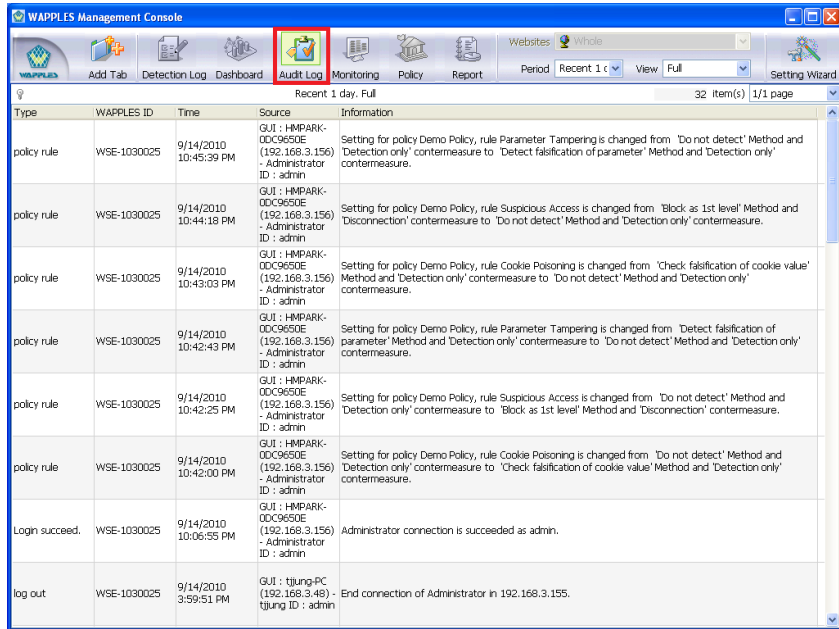 WAPPLES Management Console
WAPPLES
Add Tab
Detection Log
Dashboard
Audit Log
Monitoring
Policy
Report
Websites
Whole
Period
Recent 1 c
View
Full
Setting Wizard
Recent 1 day. Full
32 item(s)
1/1 page
Type WAPPLES ID Time Source Information
policy rule
WSE-1030025
9/14/2010
10:45:39 PM
GUI : HMPARK-
0DC9650E
(192.168.3.156)
- Administrator
ID : admin
Setting for policy Demo Policy, rule Parameter Tampering is changed from 'Do not detect' Method and
'Detection only' contermeasure to 'Detect falsification of parameter' Method and 'Detection only'
contermeasure.
policy rule
WSE-1030025
9/14/2010
10:44:18 PM
GUI : HMPARK-
0DC9650E
(192.168.3.156)
- Administrator
ID : admin
Setting for policy Demo Policy, rule Suspicious Access is changed from 'Block as 1st level' Method and
'Disconnection' contermeasure to 'Do not detect' Method and 'Detection only' contermeasure.
policy rule
WSE-1030025
9/14/2010
10:43:03 PM
GUI : HMPARK-
0DC9650E
(192.168.3.156)
- Administrator
ID : admin
Setting for policy Demo Policy, rule Cookie Poisoning is changed from 'Check falsification of cookie value'
Method and 'Detection only' contermeasure to 'Do not detect' Method and 'Detection only'
contermeasure.
policy rule
WSE-1030025
9/14/2010
10:42:43 PM
GUI : HMPARK-
0DC9650E
(192.168.3.156)
- Administrator
ID : admin
Setting for policy Demo Policy, rule Parameter Tampering is changed from 'Detect falsification of
parameter' Method and 'Detection only' contermeasure to 'Do not detect' Method and 'Detection only'
contermeasure.
policy rule
WSE-1030025
9/14/2010
10:42:25 PM
GUI : HMPARK-
0DC9650E
(192.168.3.156)
- Administrator
ID : admin
Setting for policy Demo Policy, rule Suspicious Access is changed from 'Do not detect' Method and
'Detection only' contermeasure to 'Block as 1st level' Method and 'Disconnection' contermeasure.
policy rule
WSE-1030025
9/14/2010
10:42:00 PM
GUI : HMPARK-
0DC9650E
(192.168.3.156)
- Administrator
ID : admin
Setting for policy Demo Policy, rule Cookie Poisoning is changed from 'Do not detect' Method and
'Detection only' contermeasure to 'Check falsification of cookie value' Method and 'Detection only'
contermeasure.
Login succeed.
WSE-1030025
9/14/2010
10:06:55 PM
GUI : HMPARK-
0DC9650E
(192.168.3.156)
- Administrator
ID : admin
Administrator connection is succeeded as admin.
log out
WSE-1030025
9/14/2010
3:59:51 PM
GUI : tjjung-PC
(192.168.3.48) -
tjjung ID : admin
End connection of Administrator in 192.168.3.155.